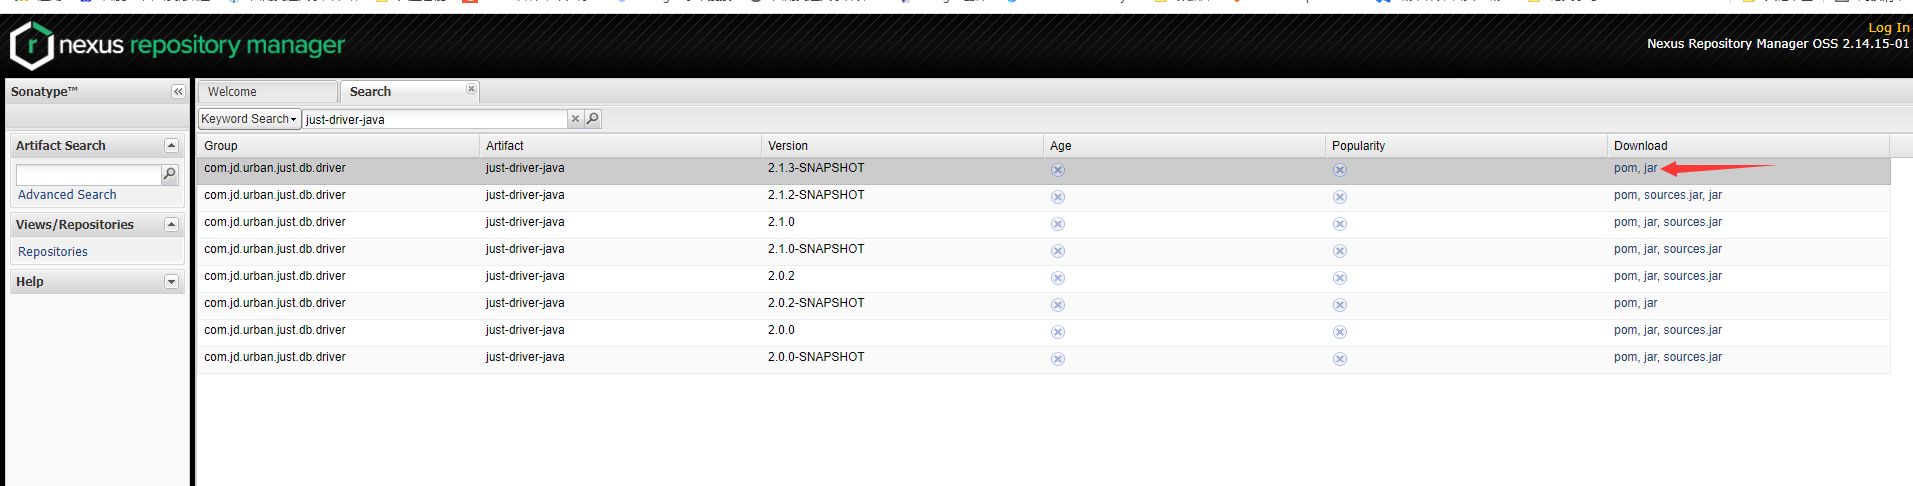 nexus repository manager
Log In
Nexus Repository Manager OSS 2.14.15-01
Sonatype™
Welcome
Search
Keyword Search
just-driver-java
Artifact Search
Advanced Search
Views/Repositories
Repositories
Help
Group Artifact Version Age Popularity Download
com.jd.urban.just.db.driver just-driver-java 2.1.3-SNAPSHOT pom, jar
com.jd.urban.just.db.driver just-driver-java 2.1.2-SNAPSHOT pom, sources.jar, jar
com.jd.urban.just.db.driver just-driver-java 2.1.0 pom, jar, sources.jar
com.jd.urban.just.db.driver just-driver-java 2.1.0-SNAPSHOT pom, jar, sources.jar
com.jd.urban.just.db.driver just-driver-java 2.0.2 pom, jar, sources.jar
com.jd.urban.just.db.driver just-driver-java 2.0.2-SNAPSHOT pom, jar
com.jd.urban.just.db.driver just-driver-java 2.0.0 pom, jar, sources.jar
com.jd.urban.just.db.driver just-driver-java 2.0.0-SNAPSHOT pom, jar, sources.jar